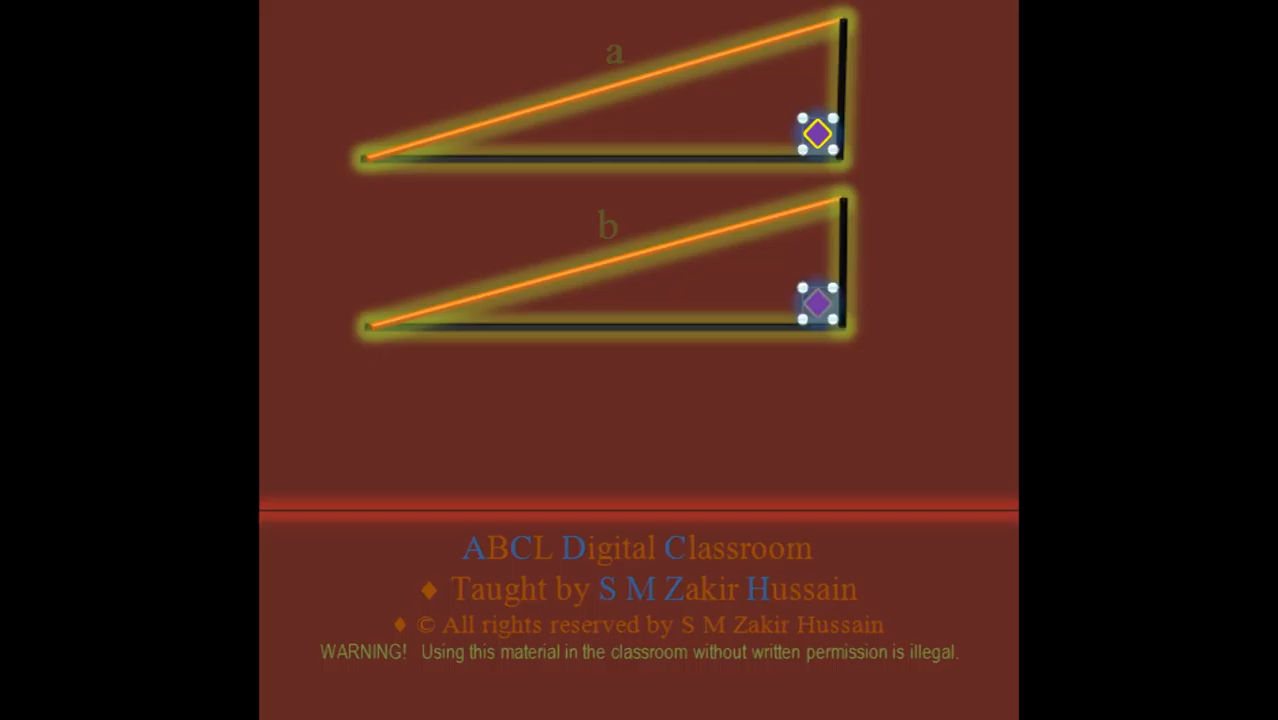 a
b
ABCL Digital Classroom
♦ Taught by S M Zakir Hussain
♦ © All rights reserved by S M Zakir Hussain
WARNING! Using this material in the classroom without written permission is illegal.